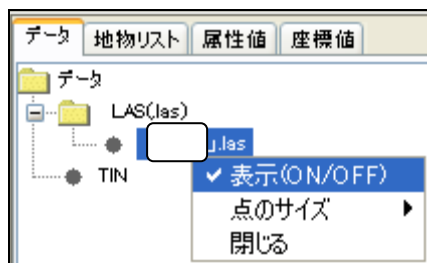 データ 地物リスト 属性値 座標値
データ
LAS(.las)
.las
TIN
✓ 表示(ON/OFF)
点のサイズ ▶
閉じる